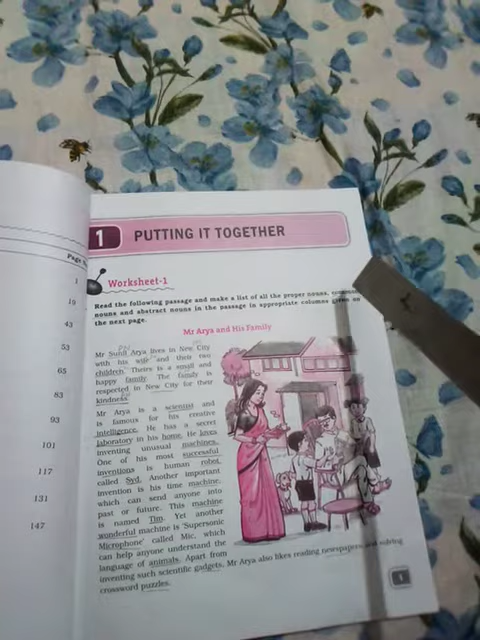 Page
1
19
43
53
65
83
93
101
117
131
147
1 PUTTING IT TOGETHER
Worksheet-1
Read the following passage and make a list of all the proper nouns, common
nouns and abstract nouns in the passage in appropriate columns given on
the next page.
Mr Arya and His Family
Mr Sunil Arya lives in New City
with his wife and their two
children. Theirs is a small and
happy family. The family is
respected in New City for their
kindness.
Mr Arya is a scientist and
is famous for his creative
intelligence. He has a secret
laboratory in his home. He loves
inventing unusual machines.
One of his most successful
inventions is human robot,
called Syd. Another important
invention is his time machine,
which can send anyone into
past or future. This machine
is named Tim. Yet another
wonderful machine is 'Supersonic
Microphone' called Mic, which
can help anyone understand the
language of animals. Apart from
inventing such scientific gadgets, Mr Arya also likes reading newspapers and solving
crossword puzzles.
1